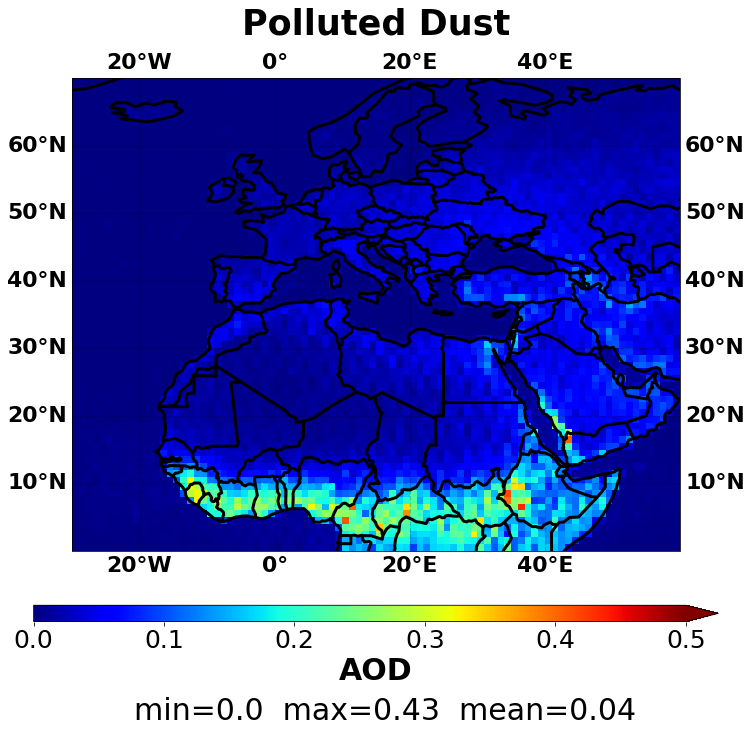 Polluted Dust
20°W 0° 20°E 40°E
60°N 60°N
50°N 50°N
40°N 40°N
30°N 30°N
20°N 20°N
10°N 10°N
20°W 0° 20°E 40°E
0.0 0.1 0.2 0.3 0.4 0.5
AOD
min=0.0 max=0.43 mean=0.04